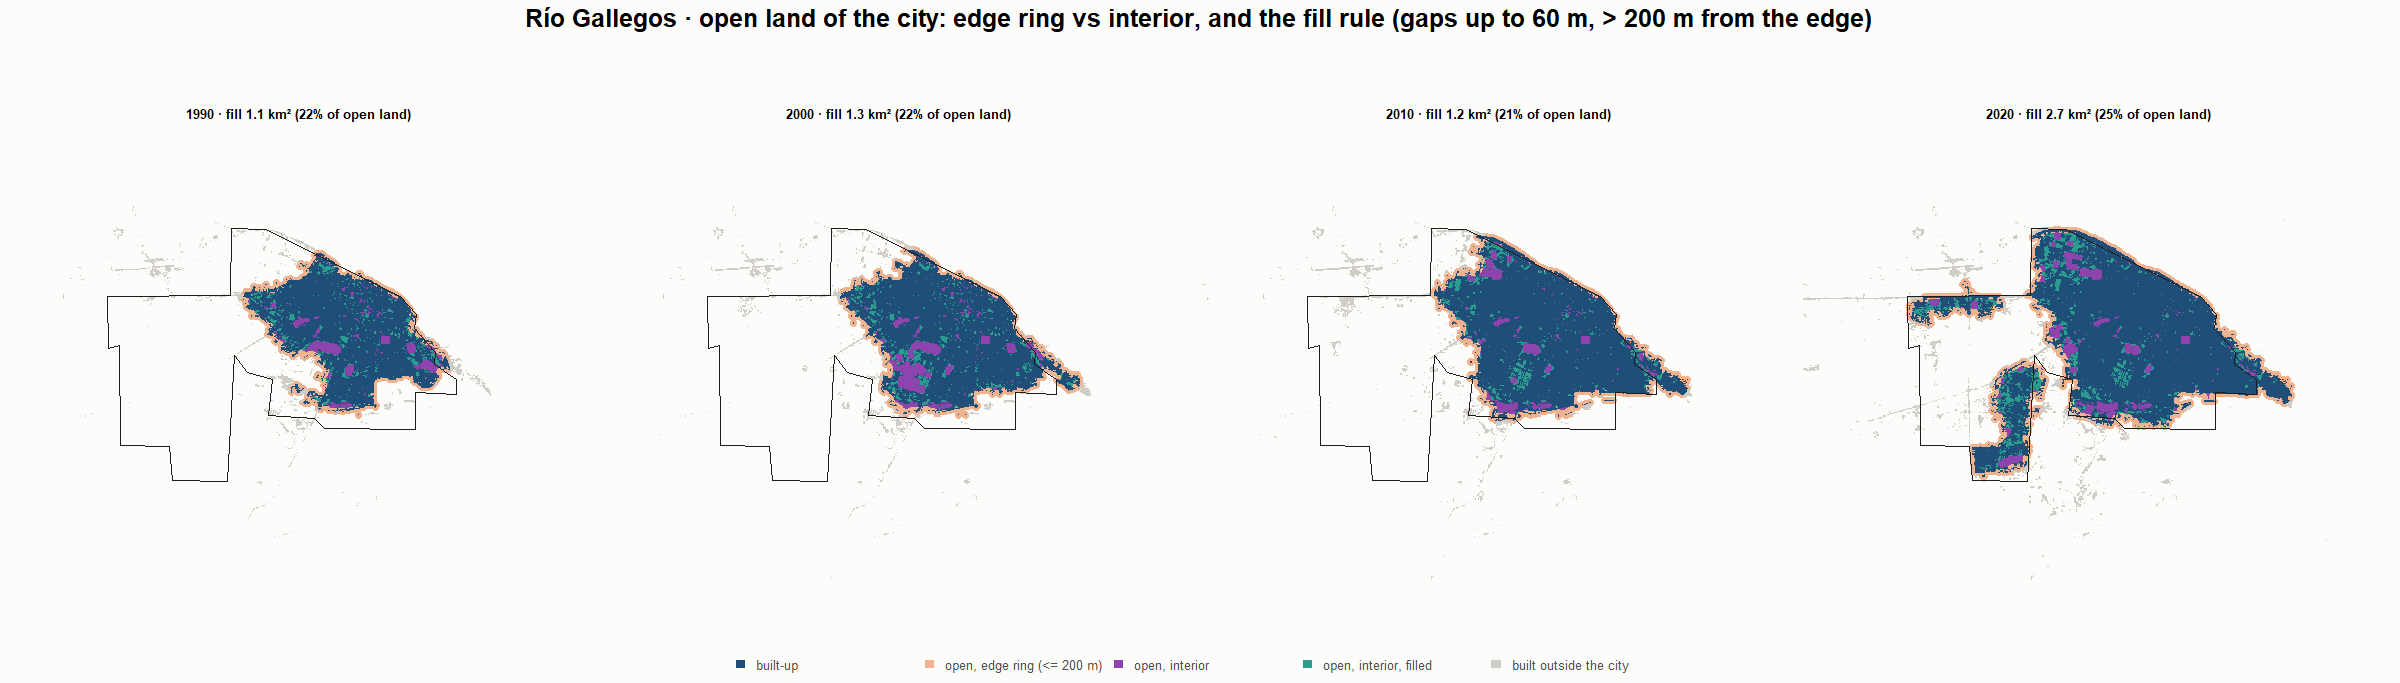 Río Gallegos · open land of the city: edge ring vs interior, and the fill rule (gaps up to 60 m, > 200 m from the edge)
1990 · fill 1.1 km² (22% of open land)
2000 · fill 1.3 km² (22% of open land)
2010 · fill 1.2 km² (21% of open land)
2020 · fill 2.7 km² (25% of open land)
built-up
open, edge ring (<= 200 m)
open, interior
open, interior, filled
built outside the city